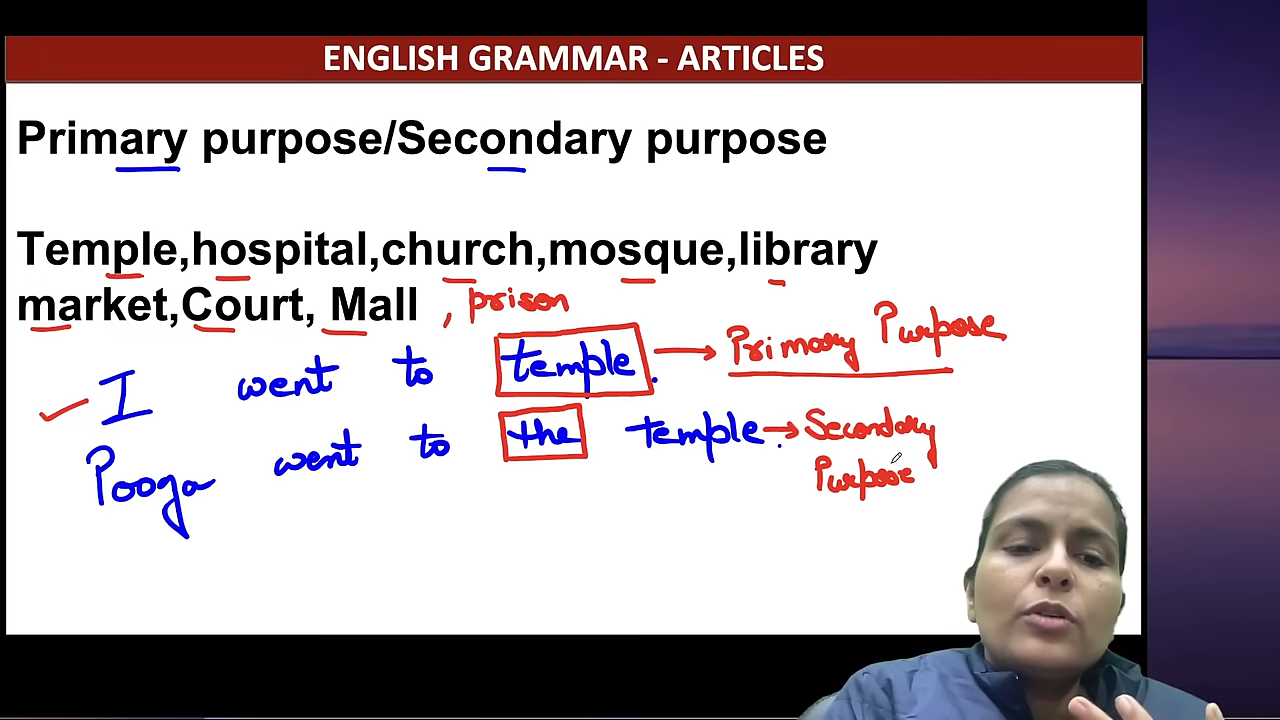 ENGLISH GRAMMAR - ARTICLES
Primary purpose/Secondary purpose
Temple,hospital,church,mosque,library
market,Court, Mall , prison
I went to temple. → Primary Purpose
Pooja went to the temple. → Secondary
Purpose